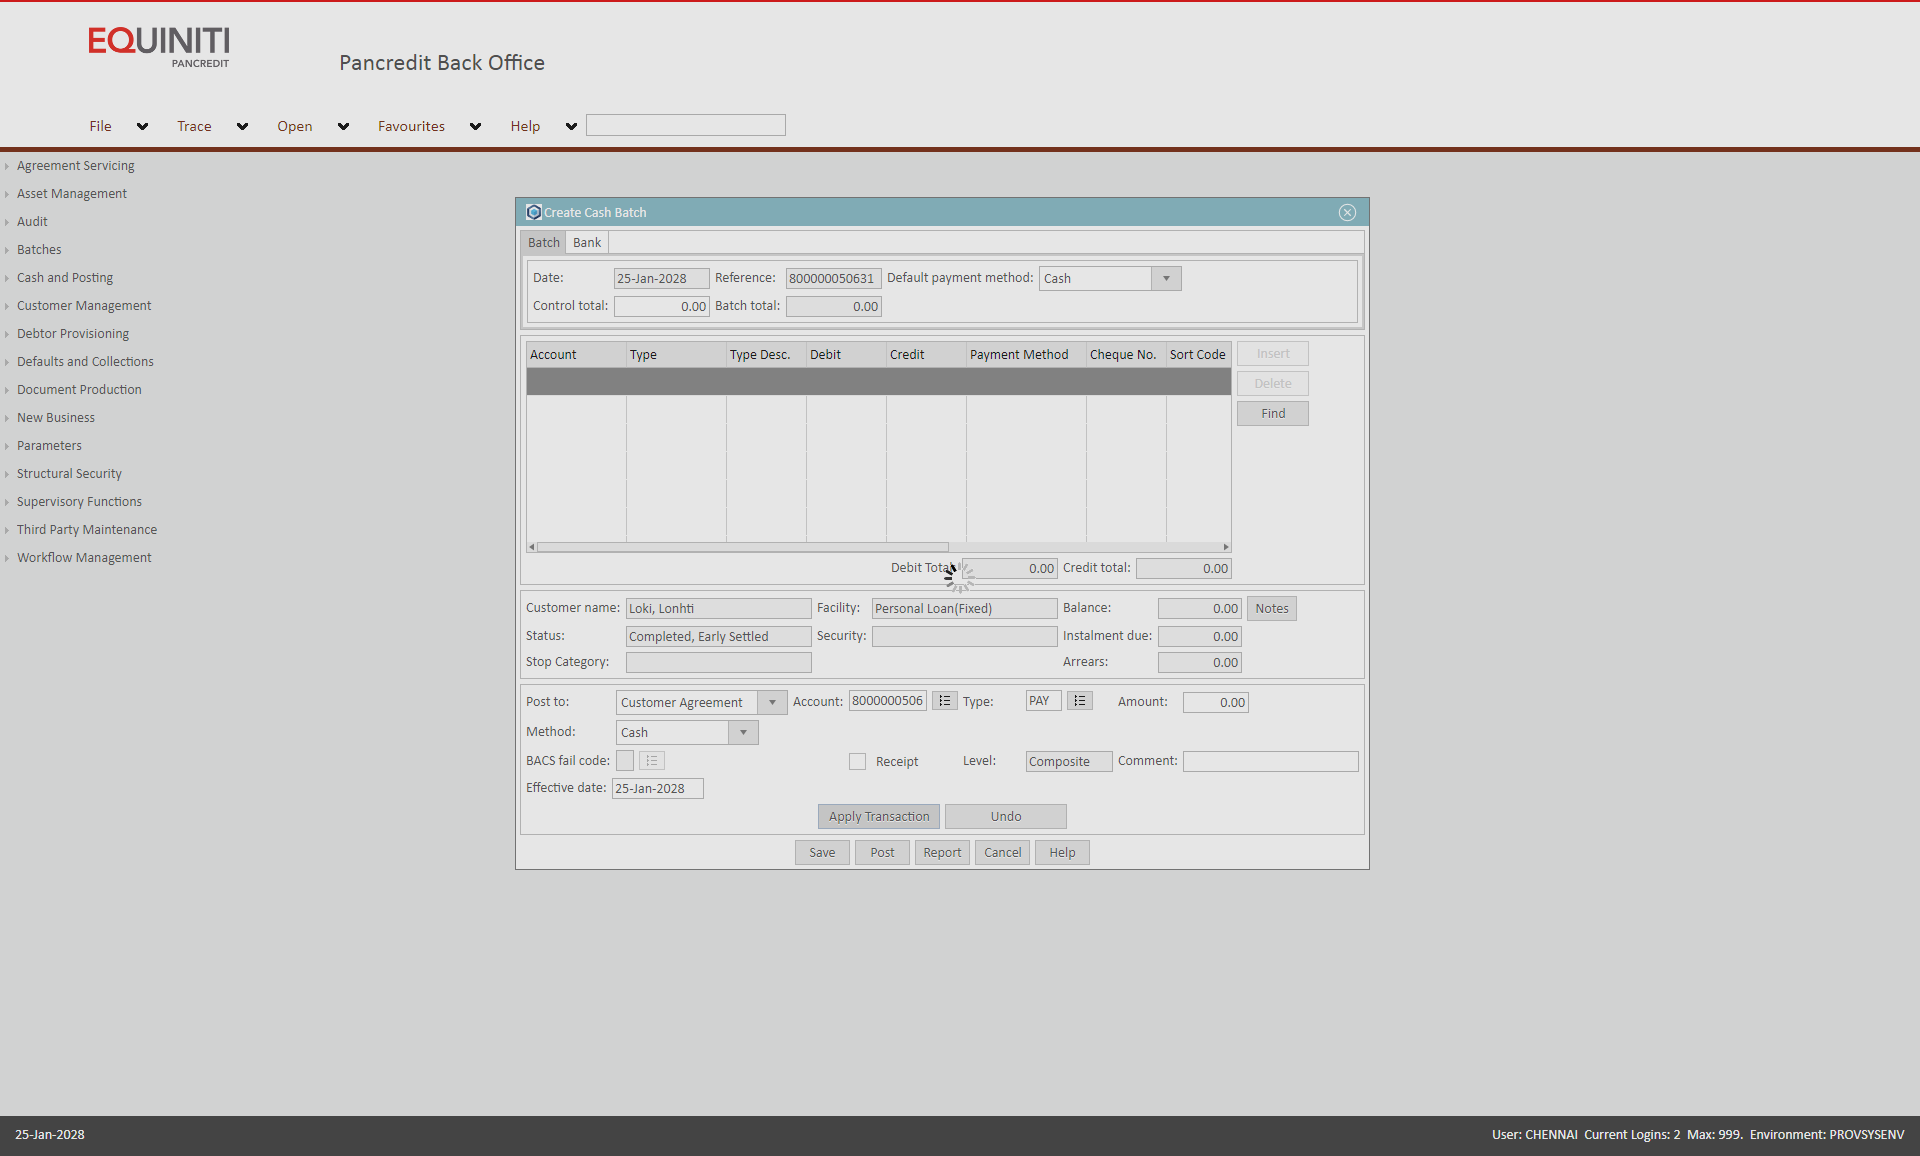 EQUINITI
PANCREDIT
Pancredit Back Office
File Trace Open Favourites Help
Agreement Servicing
Asset Management
Audit
Batches
Cash and Posting
Customer Management
Debtor Provisioning
Defaults and Collections
Document Production
New Business
Parameters
Structural Security
Supervisory Functions
Third Party Maintenance
Workflow Management
Create Cash Batch
Batch Bank
Date: 25-Jan-2028 Reference: 800000050631 Default payment method: Cash
Control total: 0.00 Batch total: 0.00
Account Type Type Desc. Debit Credit Payment Method Cheque No. Sort Code
Insert
Delete
Find
Debit Total: 0.00 Credit total: 0.00
Customer name: Loki, Lonhti Facility: Personal Loan(Fixed) Balance: 0.00 Notes
Status: Completed, Early Settled Security: Instalment due: 0.00
Stop Category: Arrears: 0.00
Post to: Customer Agreement Account: 8000000506 Type: PAY Amount: 0.00
Method: Cash
BACS fail code: Receipt Level: Composite Comment:
Effective date: 25-Jan-2028
Apply Transaction Undo
Save Post Report Cancel Help
25-Jan-2028 User: CHENNAI Current Logins: 2 Max: 999. Environment: PROVSYSENV